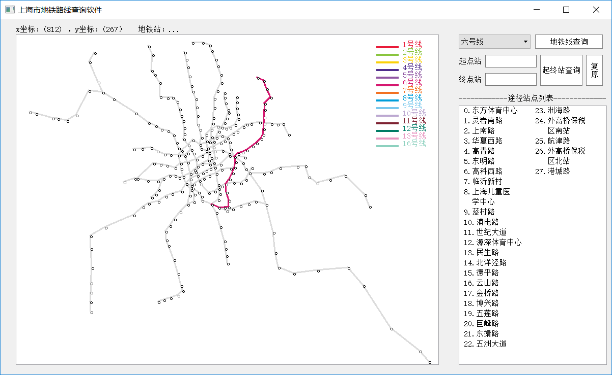 上海市地铁路线查询软件
x坐标:(812) , y坐标:(267) 地铁站:...
1号线
2号线
3号线
4号线
5号线
6号线
7号线
8号线
9号线
10号线
11号线
12号线
13号线
16号线
六号线
地铁线查询
起点站
终点站
起终站查询
复原
途径站点列表
0.东方体育中心
1.灵岩南路
2.上南路
3.华夏西路
4.高青路
5.东明路
6.高科西路
7.临沂新村
8.上海儿童医
学中心
9.蓝村路
10.浦电路
11.世纪大道
12.源深体育中心
13.民生路
14.北洋泾路
15.德平路
16.云山路
17.金桥路
18.博兴路
19.五莲路
20.巨峰路
21.东靖路
22.五洲大道
23.洲海路
24.外高桥保税
区南站
25.航津路
26.外高桥保税
区北站
27.港城路